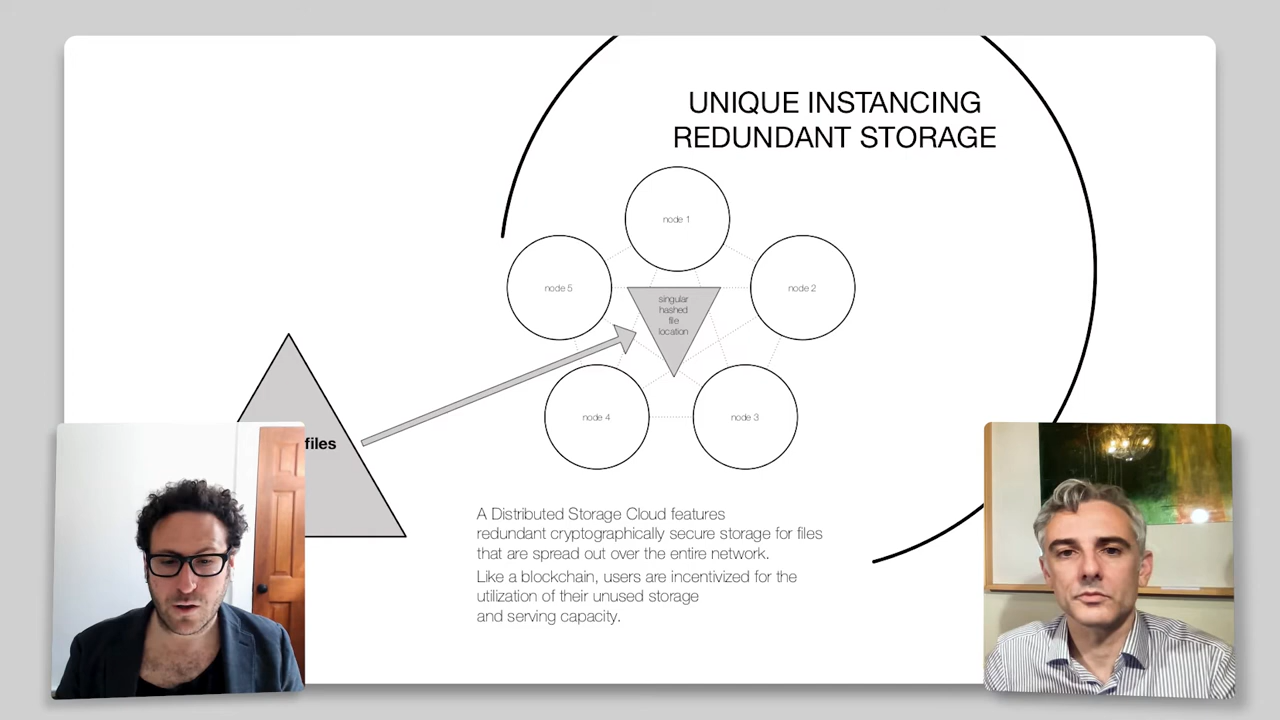 UNIQUE INSTANCING
REDUNDANT STORAGE
node 1
node 5
node 2
singular
hashed
file
location
node 4
node 3
files
A Distributed Storage Cloud features
redundant cryptographically secure storage for files
that are spread out over the entire network.
Like a blockchain, users are incentivized for the
utilization of their unused storage
and serving capacity.